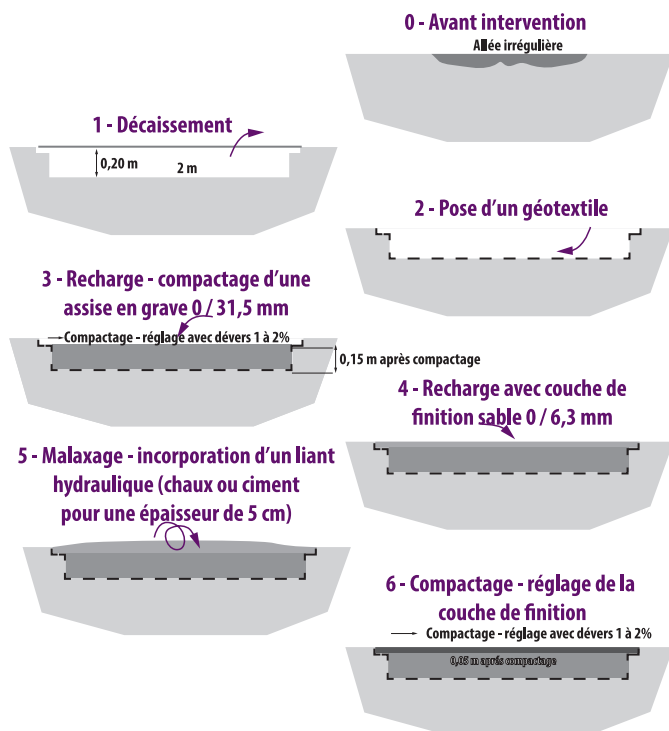 0 - Avant intervention
Allée irrégulière
1 - Décaissement
0,20 m
2 m
2 - Pose d'un géotextile
3 - Recharge - compactage d'une
assise en grave 0 / 31,5 mm
Compactage - réglage avec dévers 1 à 2%
0,15 m après compactage
4 - Recharge avec couche de
finition sable 0 / 6,3 mm
5 - Malaxage - incorporation d'un liant
hydraulique (chaux ou ciment
pour une épaisseur de 5 cm)
6 - Compactage - réglage de la
couche de finition
Compactage - réglage avec dévers 1 à 2%
0,05 m aprés compactage